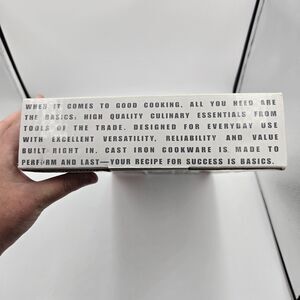 WHEN IT COMES TO GOOD COOKING, ALL YOU NEED ARE
THE BASICS. HIGH QUALITY CULINARY ESSENTIALS FROM
TOOLS OF THE TRADE. DESIGNED FOR EVERYDAY USE
WITH EXCELLENT VERSATILITY, RELIABILITY AND VALUE
BUILT RIGHT IN. CAST IRON COOKWARE IS MADE TO
PERFORM AND LAST—YOUR RECIPE FOR SUCCESS IS BASICS.